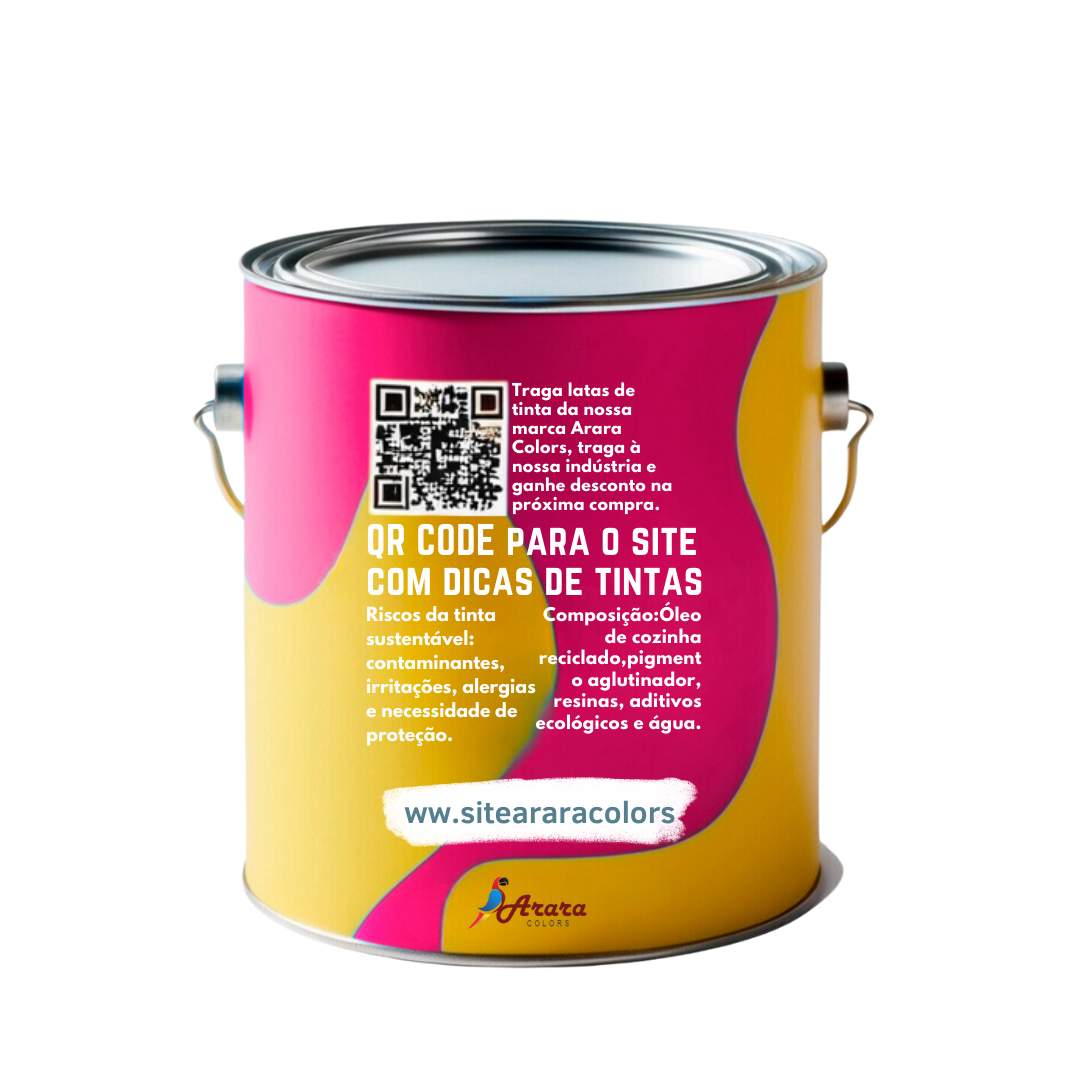 Traga latas de
tinta da nossa
marca Arara
Colors, traga à
nossa indústria e
ganhe desconto na
próxima compra.
QR CODE PARA O SITE
COM DICAS DE TINTAS
Riscos da tinta
sustentável:
contaminantes,
irritações, alergias
e necessidade de
proteção.
Composição:Óleo
de cozinha
reciclado,pigment
o aglutinador,
resinas, aditivos
ecológicos e água.
ww.siteararacolors
Arara
COLORS